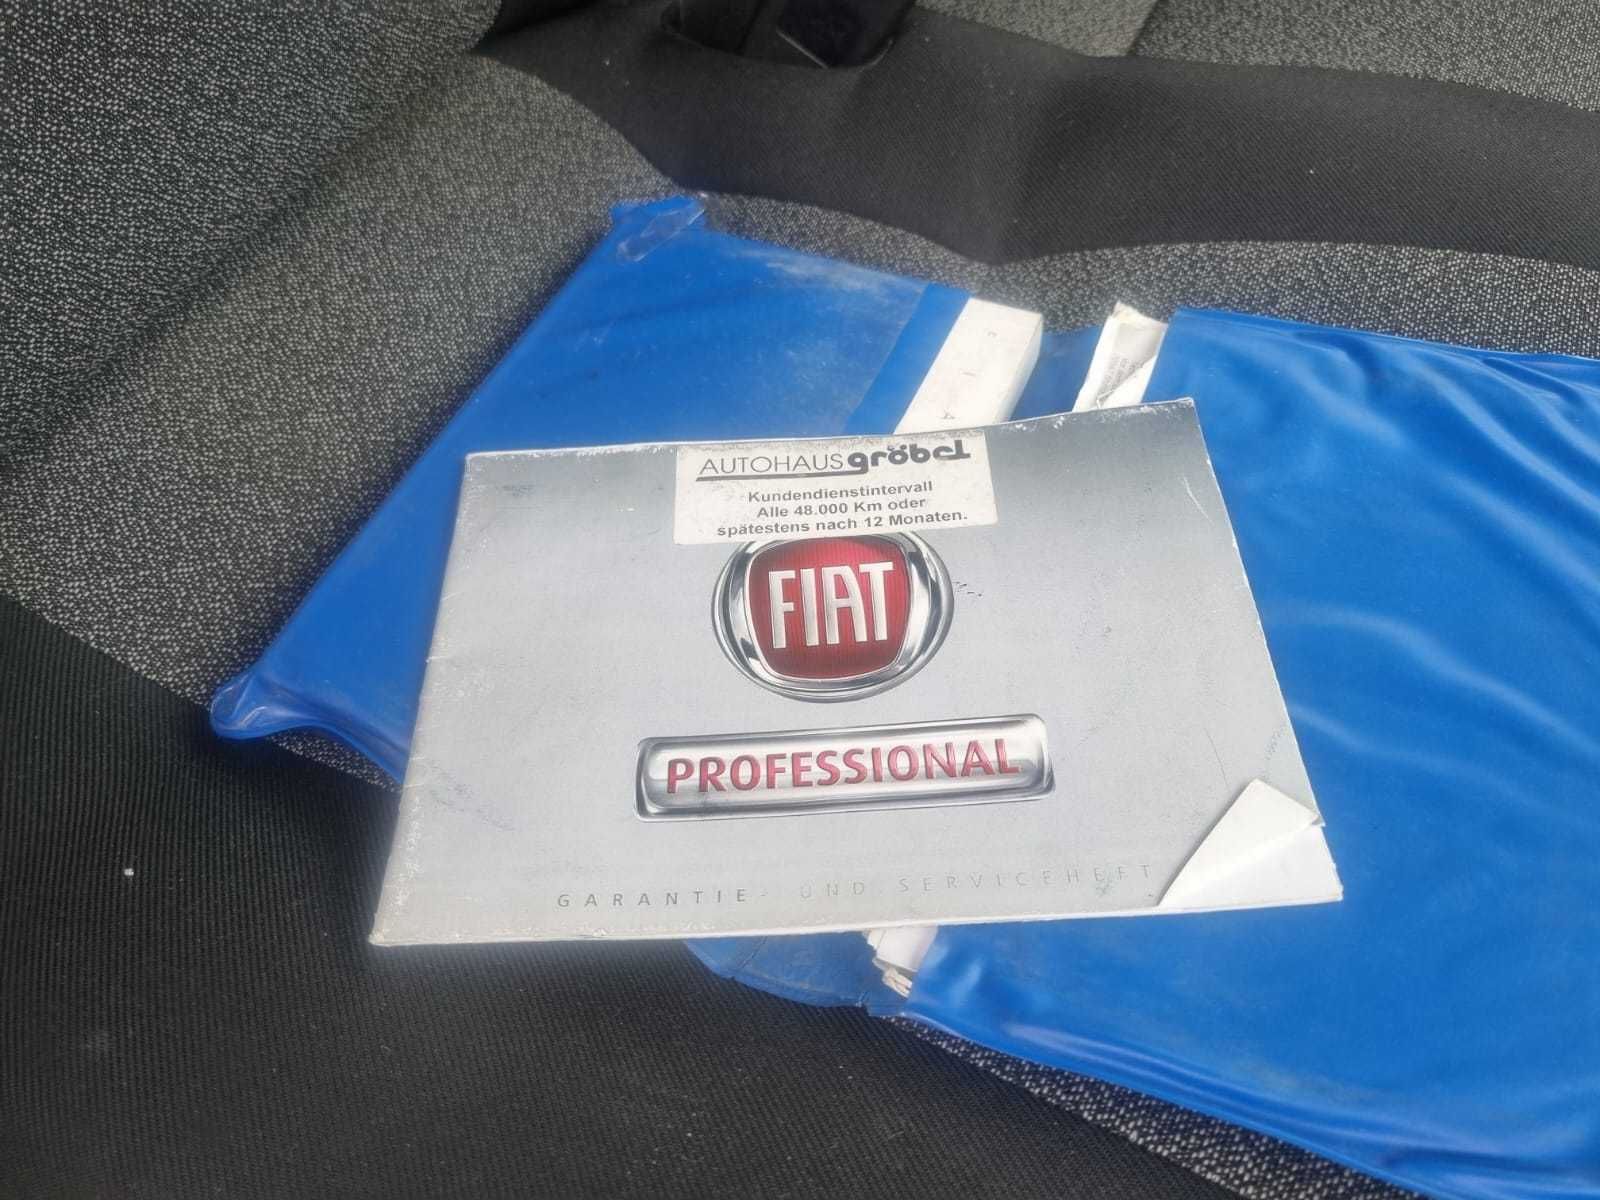 AUTOHAUS gröbel
Kundendienstintervall
Alle 48.000 Km oder
spätestens nach 12 Monaten.
FIAT
PROFESSIONAL
GARANTIE- UND SERVICEHEFT